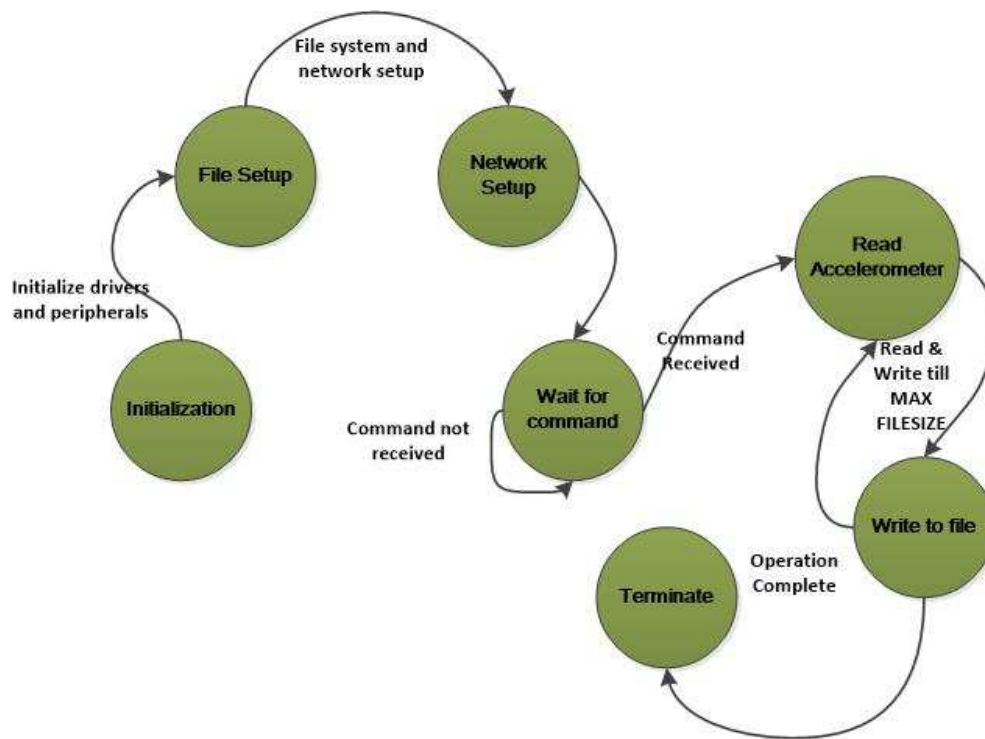 File system and
network setup
File Setup
Network
Setup
Read
Accelerometer
Initialize drivers
and peripherals
Command
Received
Read &
Write till
MAX
FILESIZE
Initialization
Wait for
command
Command not
received
Write to file
Operation
Complete
Terminate